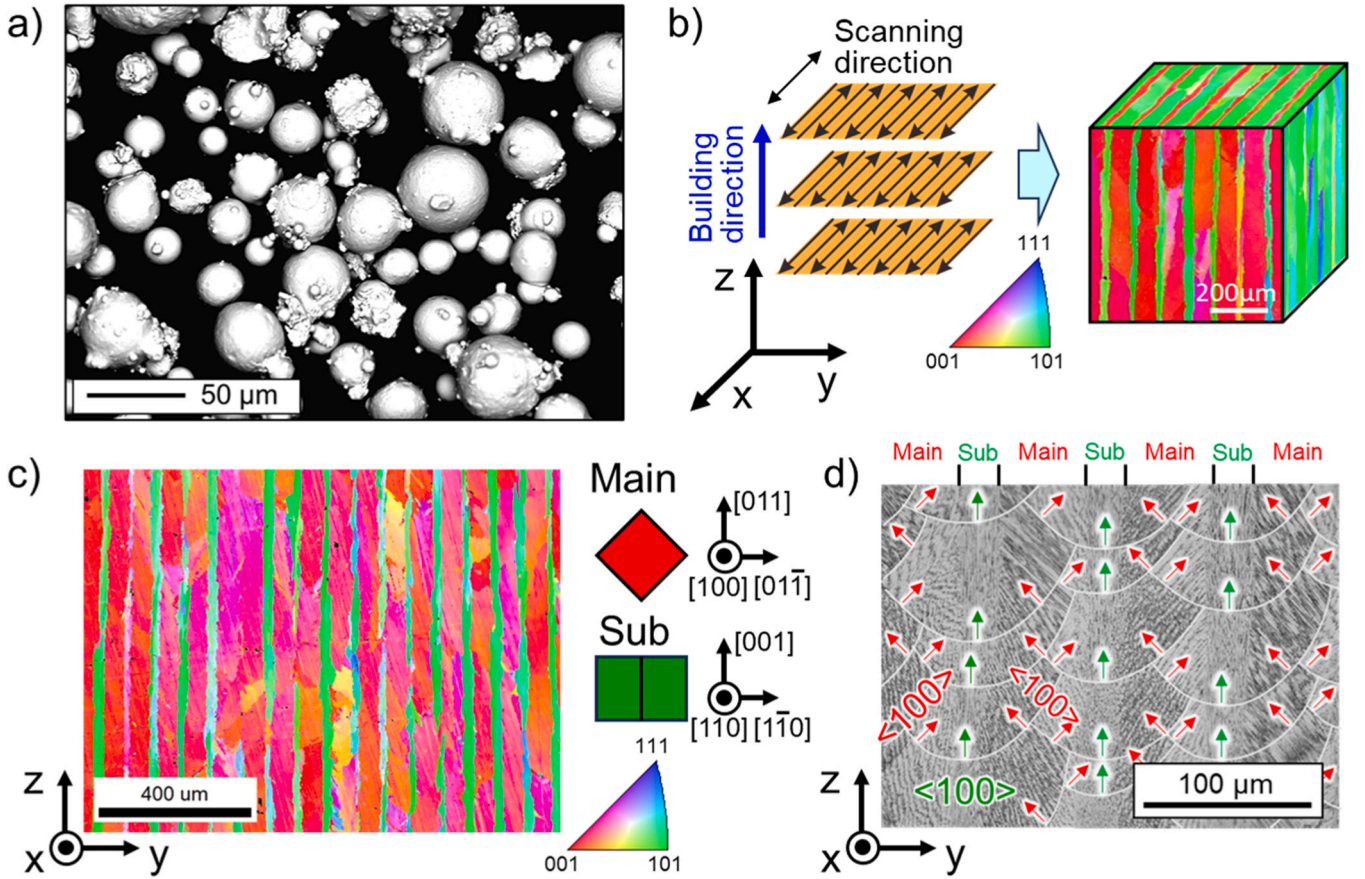 a)
50 µm
b)
Scanning
direction
Building
direction
z
x
y
111
001
101
200µm
c)
400 um
z
x
y
Main
[011]
[100] [011̅]
Sub
[001]
[110] [11̅0]
111
001
101
d)
Main Sub Main Sub Main Sub Main
<100>
<100>
<100>
100 µm
z
x
y